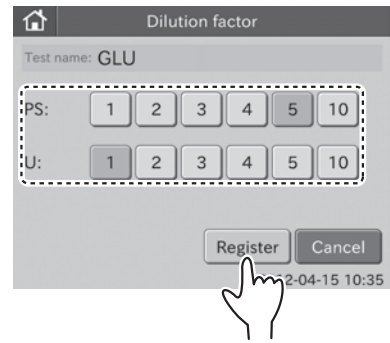 Dilution factor
Test name: GLU
PS: 1 2 3 4 5 10
U: 1 2 3 4 5 10
Register Cancel
12-04-15 10:35